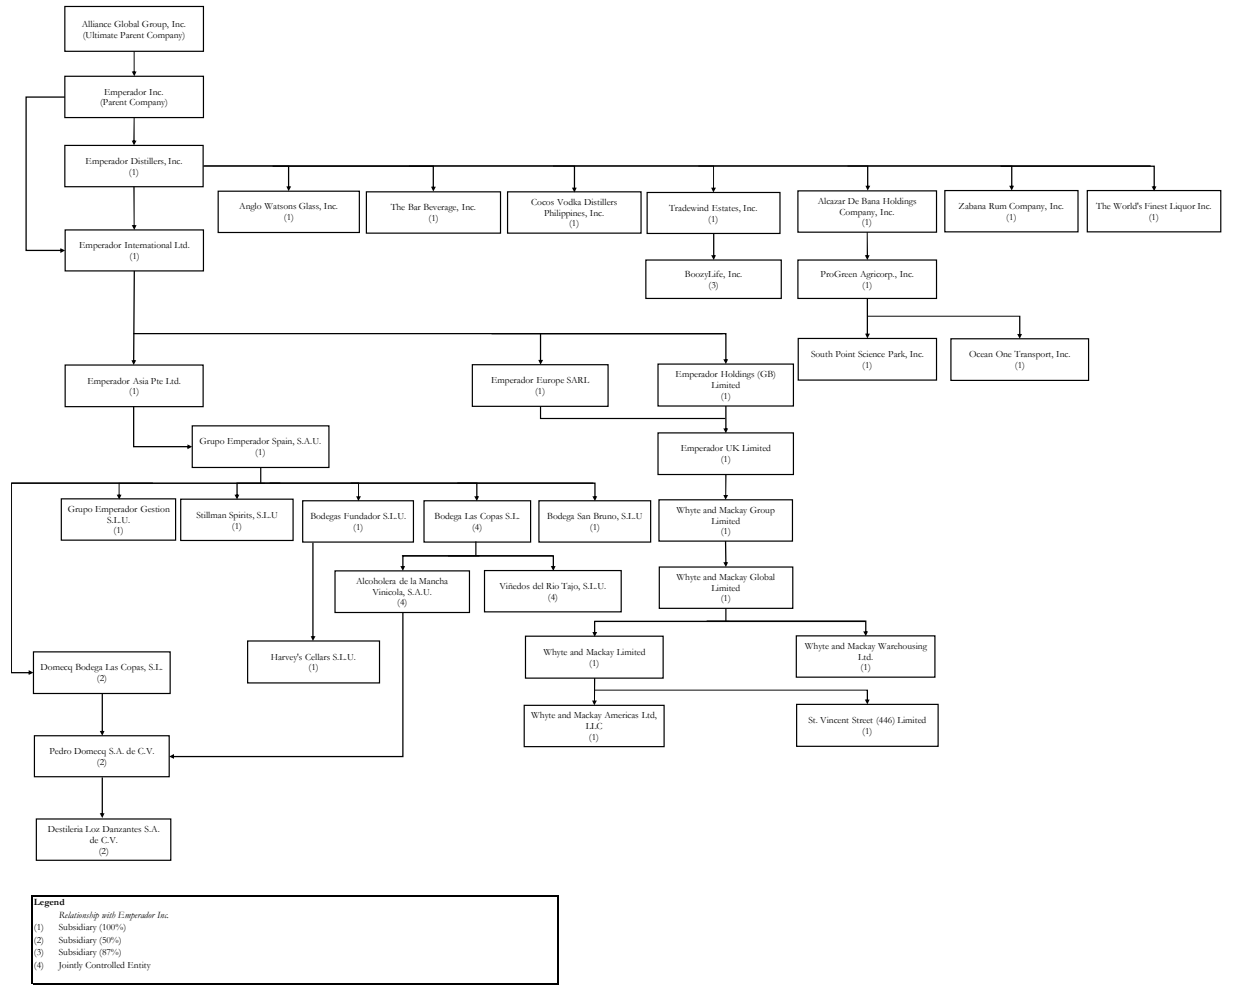 Alliance Global Group, Inc.
(Ultimate Parent Company)
Emperador Inc.
(Parent Company)
Emperador Distillers, Inc.
(1)
Anglo Watsons Glass, Inc.
(1)
The Bar Beverage, Inc.
(1)
Cocos Vodka Distillers
Philippines, Inc.
(1)
Tradewind Estates, Inc.
(1)
Alcazar De Bana Holdings
Company, Inc.
(1)
Zabana Rum Company, Inc.
(1)
The World's Finest Liquor Inc.
(1)
Emperador International Ltd.
(1)
BoozyLife, Inc.
(3)
ProGreen Agricorp., Inc.
(1)
South Point Science Park, Inc.
(1)
Ocean One Transport, Inc.
(1)
Emperador Asia Pte Ltd.
(1)
Emperador Europe SARL
(1)
Emperador Holdings (GB)
Limited
(1)
Grupo Emperador Spain, S.A.U.
(1)
Emperador UK Limited
(1)
Grupo Emperador Gestion
S.L.U.
(1)
Stillman Spirits, S.L.U
(1)
Bodegas Fundador S.L.U.
(1)
Bodega Las Copas S.L.
(4)
Bodega San Bruno, S.L.U
(1)
Whyte and Mackay Group
Limited
(1)
Alcoholera de la Mancha
Vinicola, S.A.U.
(4)
Viñedos del Rio Tajo, S.L.U.
(4)
Whyte and Mackay Global
Limited
(1)
Harvey's Cellars S.L.U.
(1)
Whyte and Mackay Limited
(1)
Whyte and Mackay Warehousing
Ltd.
(1)
Domecq Bodega Las Copas, S.L.
(2)
Whyte and Mackay Americas Ltd,
LLC
(1)
St. Vincent Street (446) Limited
(1)
Pedro Domecq S.A. de C.V.
(2)
Destileria Loz Danzantes S.A.
de C.V.
(2)
Legend
Relationship with Emperador Inc.
(1) Subsidiary (100%)
(2) Subsidiary (50%)
(3) Subsidiary (87%)
(4) Jointly Controlled Entity